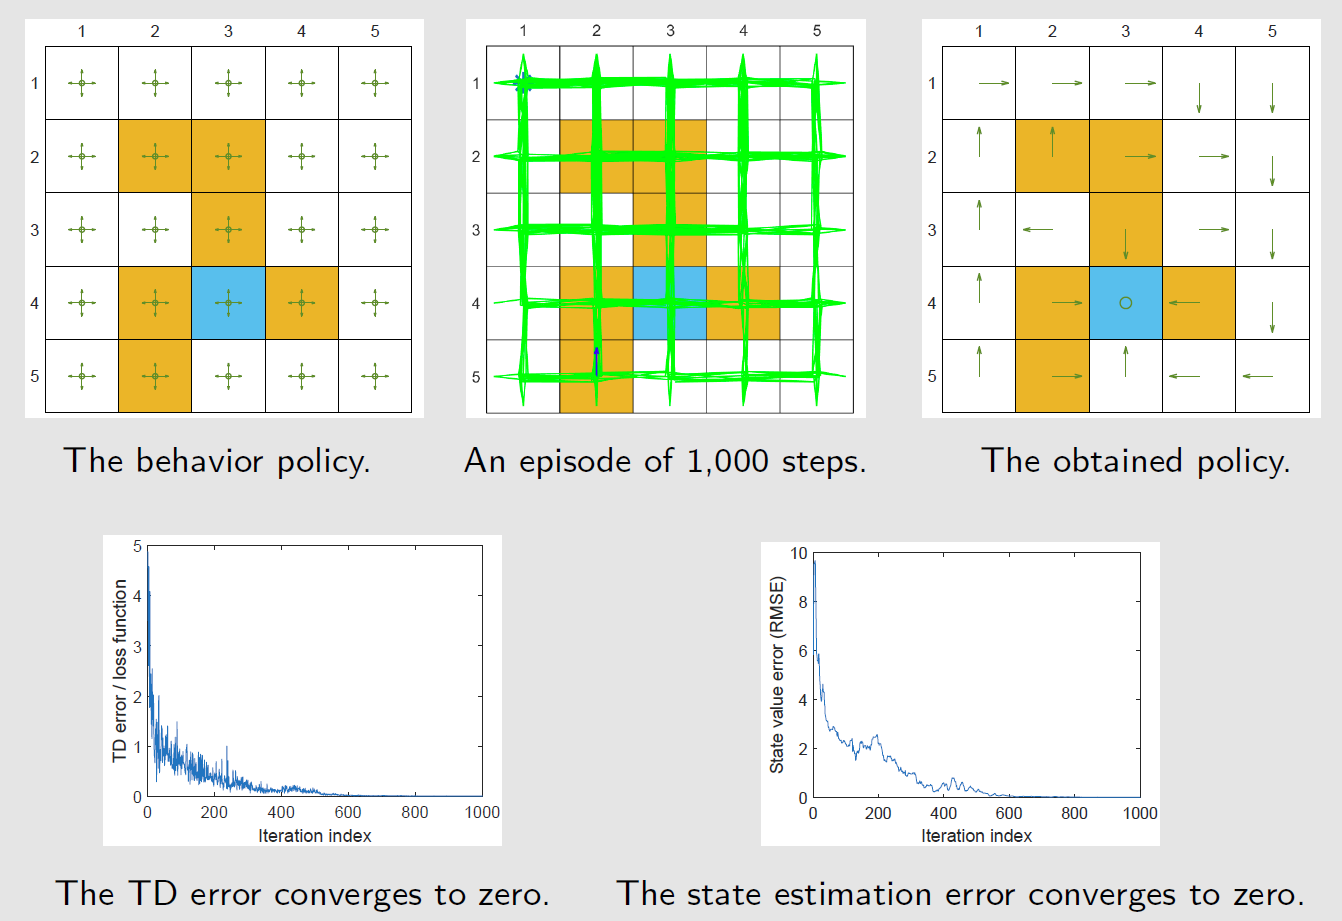 1 2 3 4 5
1
2
3
4
5
The behavior policy.
1 2 3 4 5
1
2
3
4
5
An episode of 1,000 steps.
1 2 3 4 5
1
2
3
4
5
The obtained policy.
TD error / loss function
5
4
3
2
1
0
0 200 400 600 800 1000
Iteration index
The TD error converges to zero.
State value error (RMSE)
10
8
6
4
2
0
0 200 400 600 800 1000
Iteration index
The state estimation error converges to zero.